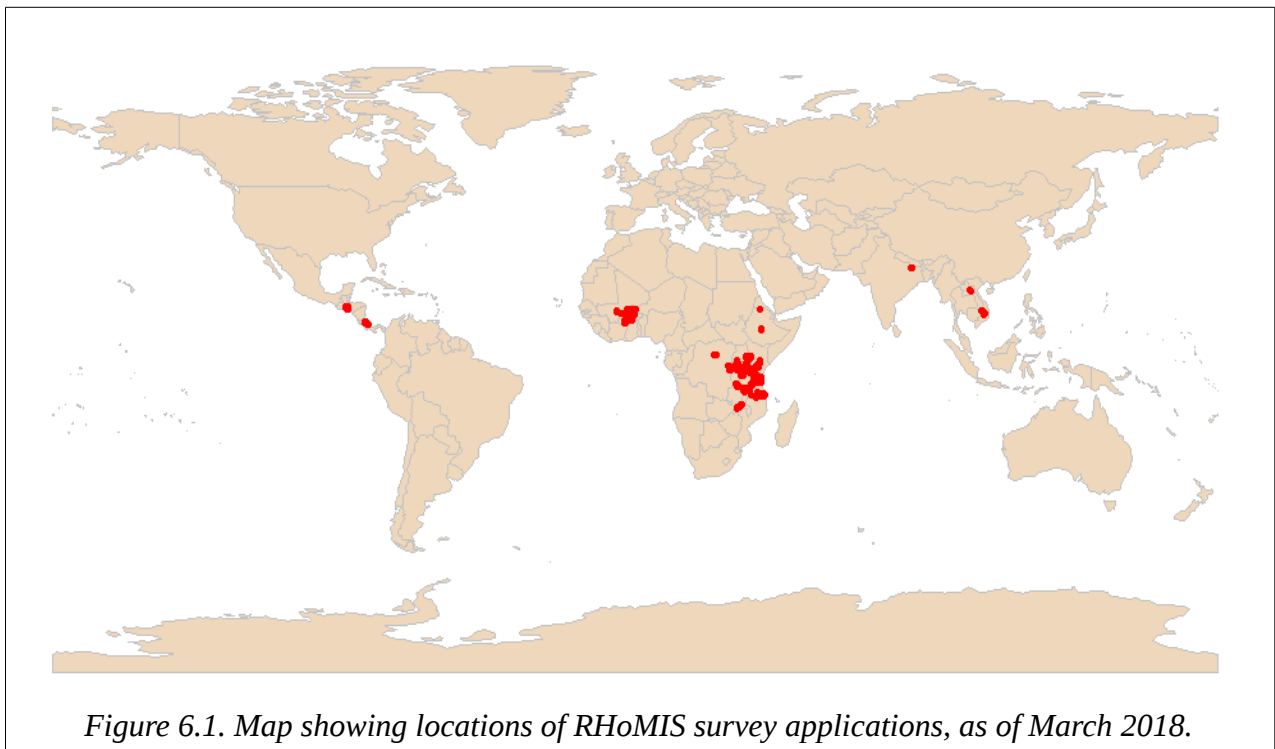 Figure 6.1. Map showing locations of RHoMIS survey applications, as of March 2018.